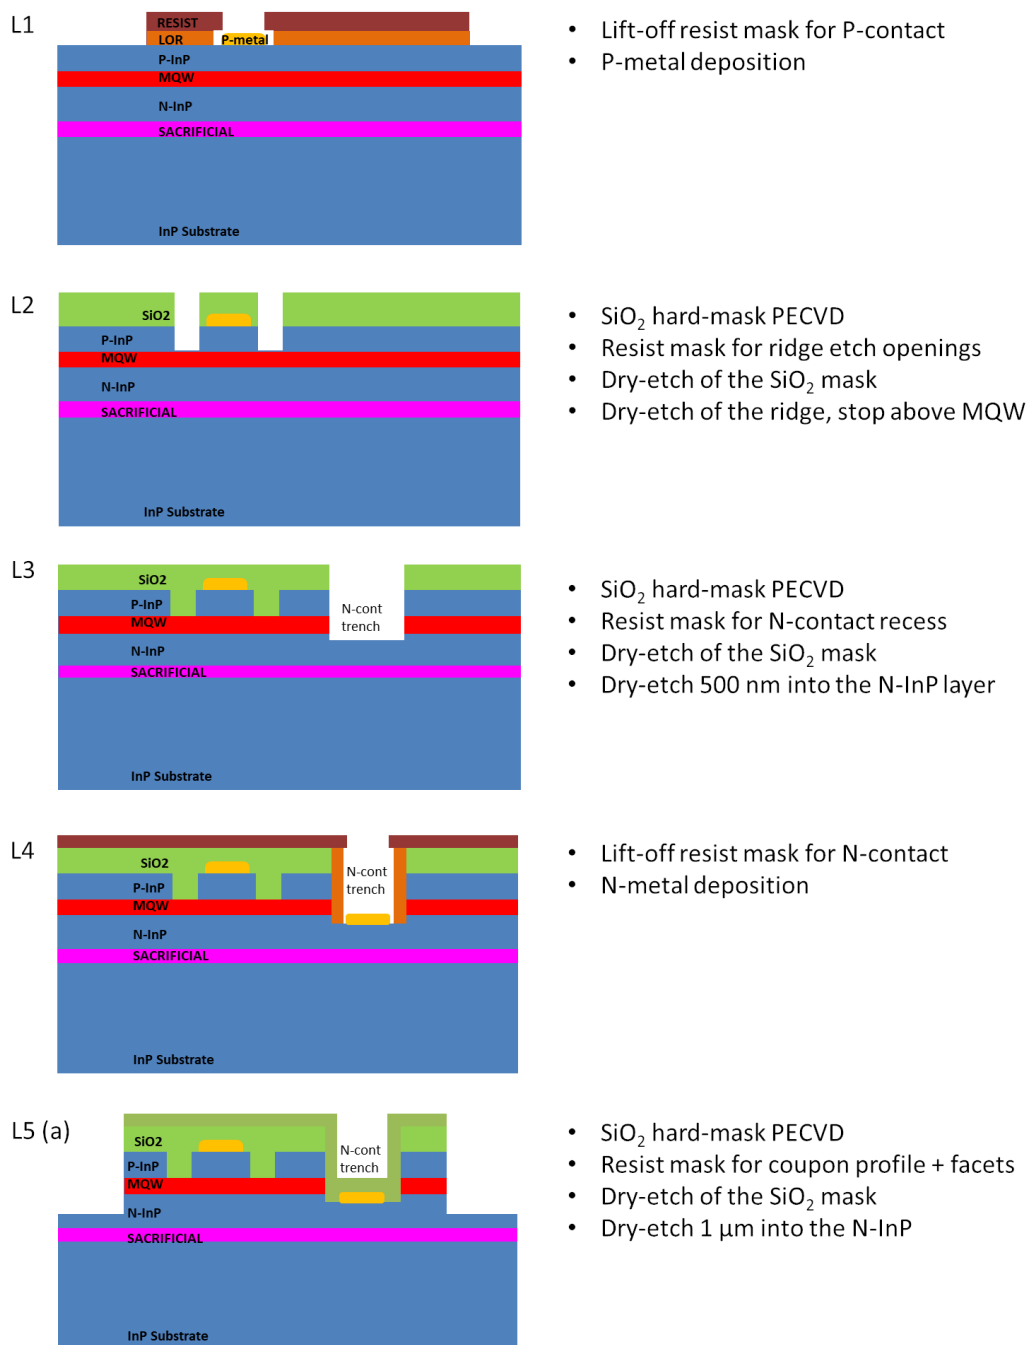 L1
RESIST
LOR
P-metal
P-InP
MQW
N-InP
SACRIFICIAL
InP Substrate
• Lift-off resist mask for P-contact
• P-metal deposition
L2
SiO2
P-InP
MQW
N-InP
SACRIFICIAL
InP Substrate
• SiO₂ hard-mask PECVD
• Resist mask for ridge etch openings
• Dry-etch of the SiO₂ mask
• Dry-etch of the ridge, stop above MQW
L3
SiO2
P-InP
MQW
N-cont
trench
N-InP
SACRIFICIAL
InP Substrate
• SiO₂ hard-mask PECVD
• Resist mask for N-contact recess
• Dry-etch of the SiO₂ mask
• Dry-etch 500 nm into the N-InP layer
L4
SiO2
N-cont
trench
P-InP
MQW
N-InP
SACRIFICIAL
InP Substrate
• Lift-off resist mask for N-contact
• N-metal deposition
L5 (a)
SiO2
N-cont
trench
P-InP
MQW
N-InP
SACRIFICIAL
InP Substrate
• SiO₂ hard-mask PECVD
• Resist mask for coupon profile + facets
• Dry-etch of the SiO₂ mask
• Dry-etch 1 μm into the N-InP